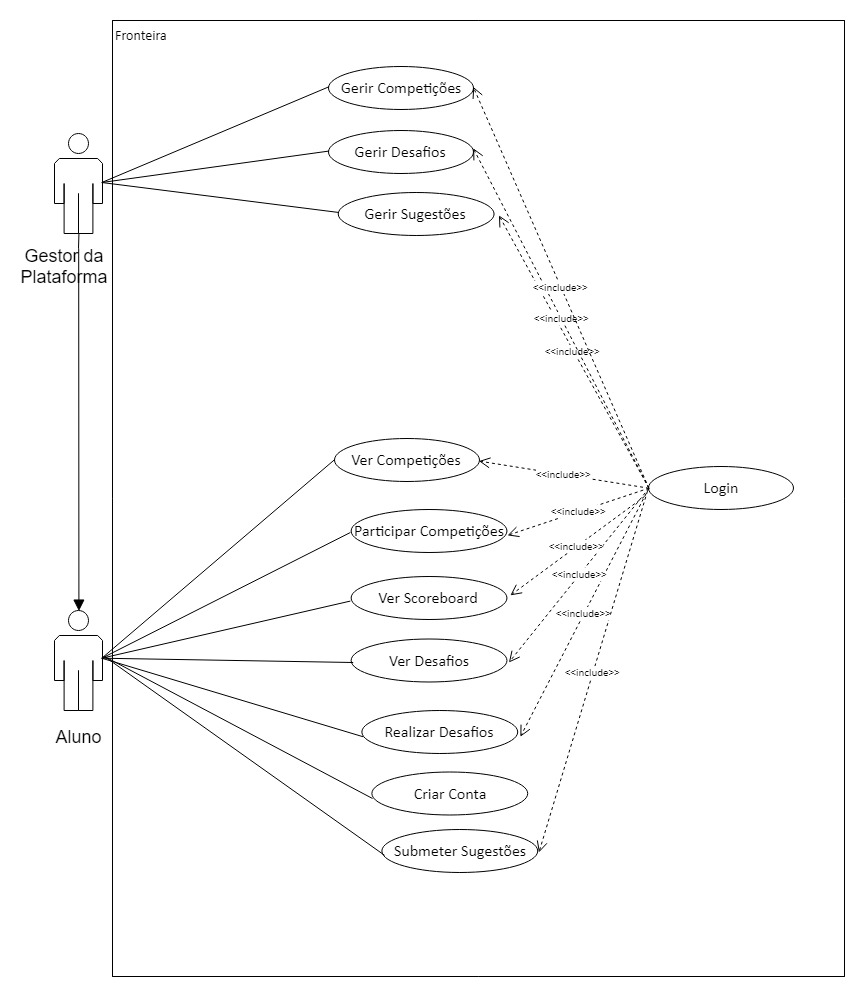 Fronteira
Gerir Competições
Gerir Desafios
Gerir Sugestões
Gestor da
Plataforma
<<include>>
<<include>>
<<include>>
Ver Competições
<<include>>
Login
<<include>>
Participar Competições
<<include>>
<<include>>
Ver Scoreboard
<<include>>
Ver Desafios
<<include>>
Realizar Desafios
Aluno
Criar Conta
Submeter Sugestões